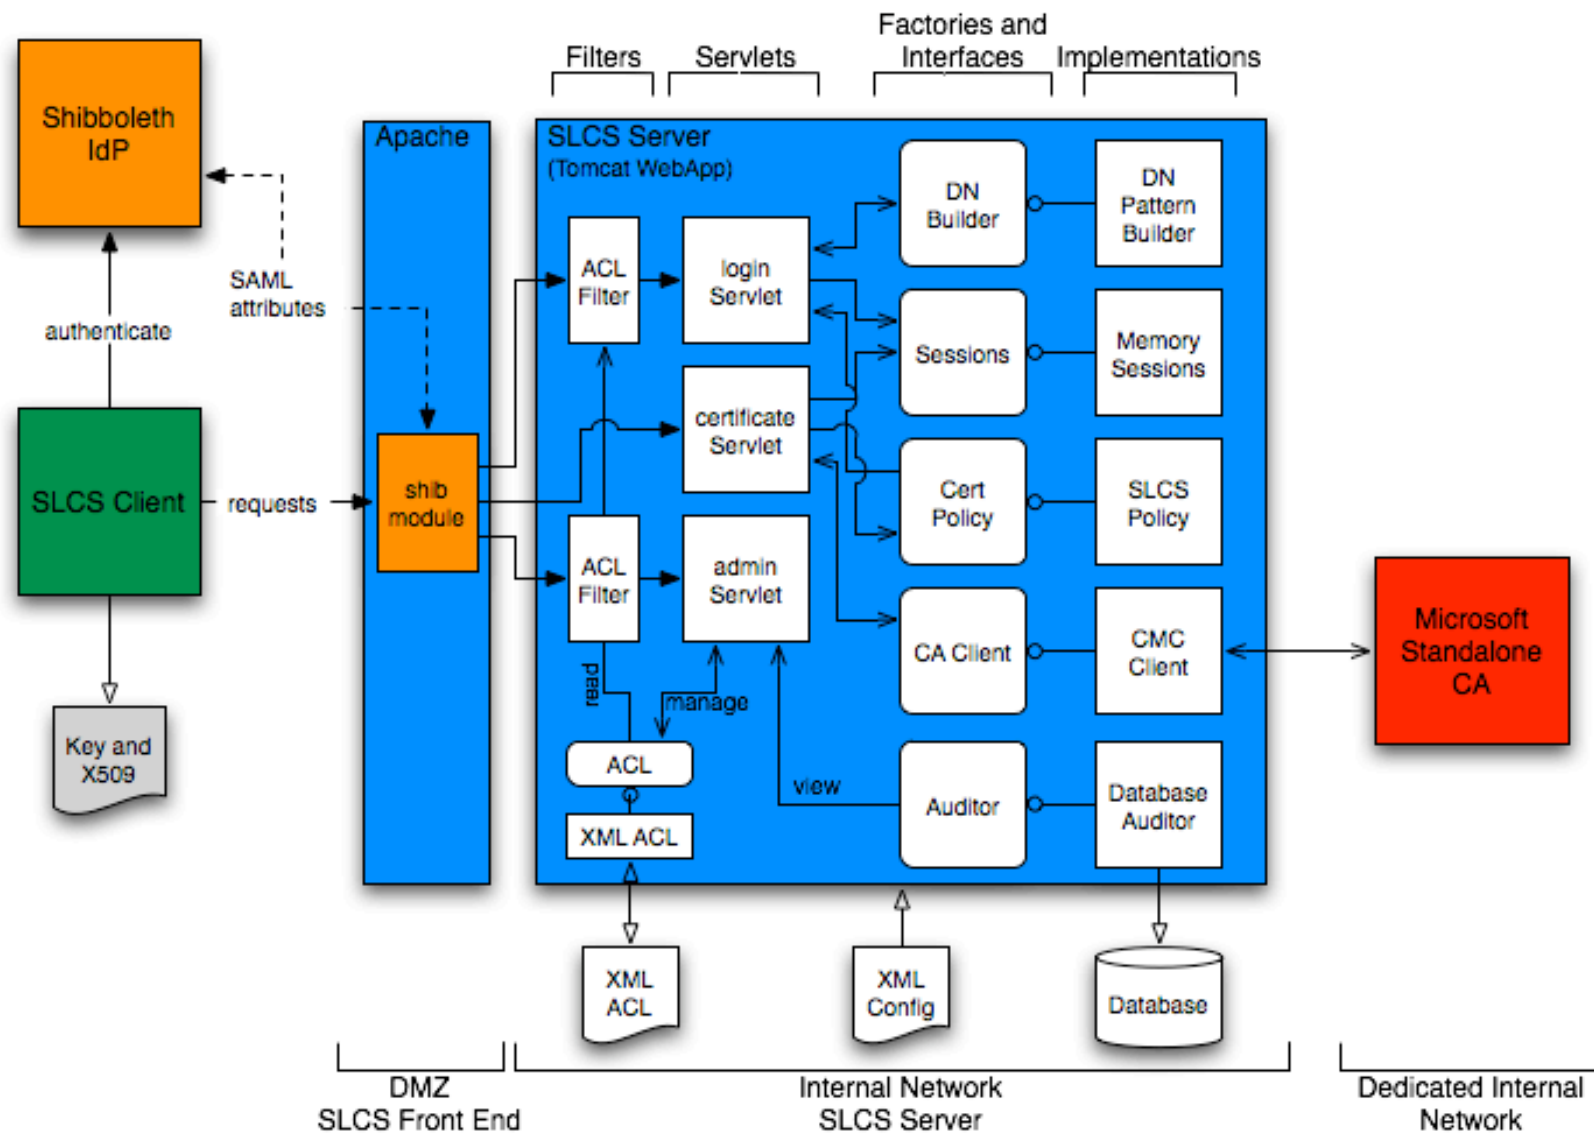 Factories and
Filters
Servlets
Interfaces
Implementations
Shibboleth
IdP
Apache
SLCS Server
(Tomcat WebApp)
DN
Builder
DN
Pattern
Builder
ACL
Filter
login
Servlet
SAML
attributes
authenticate
Sessions
Memory
Sessions
certificate
Servlet
SLCS Client
requests
shib
module
Cert
Policy
SLCS
Policy
ACL
Filter
admin
Servlet
Microsoft
Standalone
CA
CA Client
CMC
Client
read
manage
Key and
X509
ACL
view
Auditor
Database
Auditor
XML ACL
XML
ACL
XML
Config
Database
DMZ
SLCS Front End
Internal Network
SLCS Server
Dedicated Internal
Network